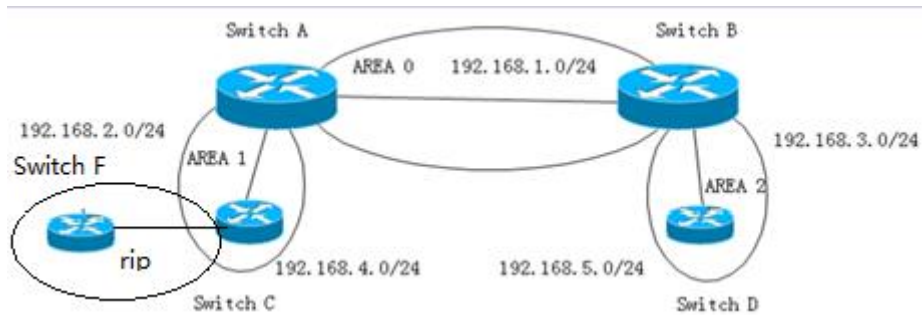 Switch A
Switch B
AREA 0
192.168.1.0/24
192.168.2.0/24
192.168.3.0/24
AREA 1
Switch F
AREA 2
rip
192.168.4.0/24
192.168.5.0/24
Switch C
Switch D